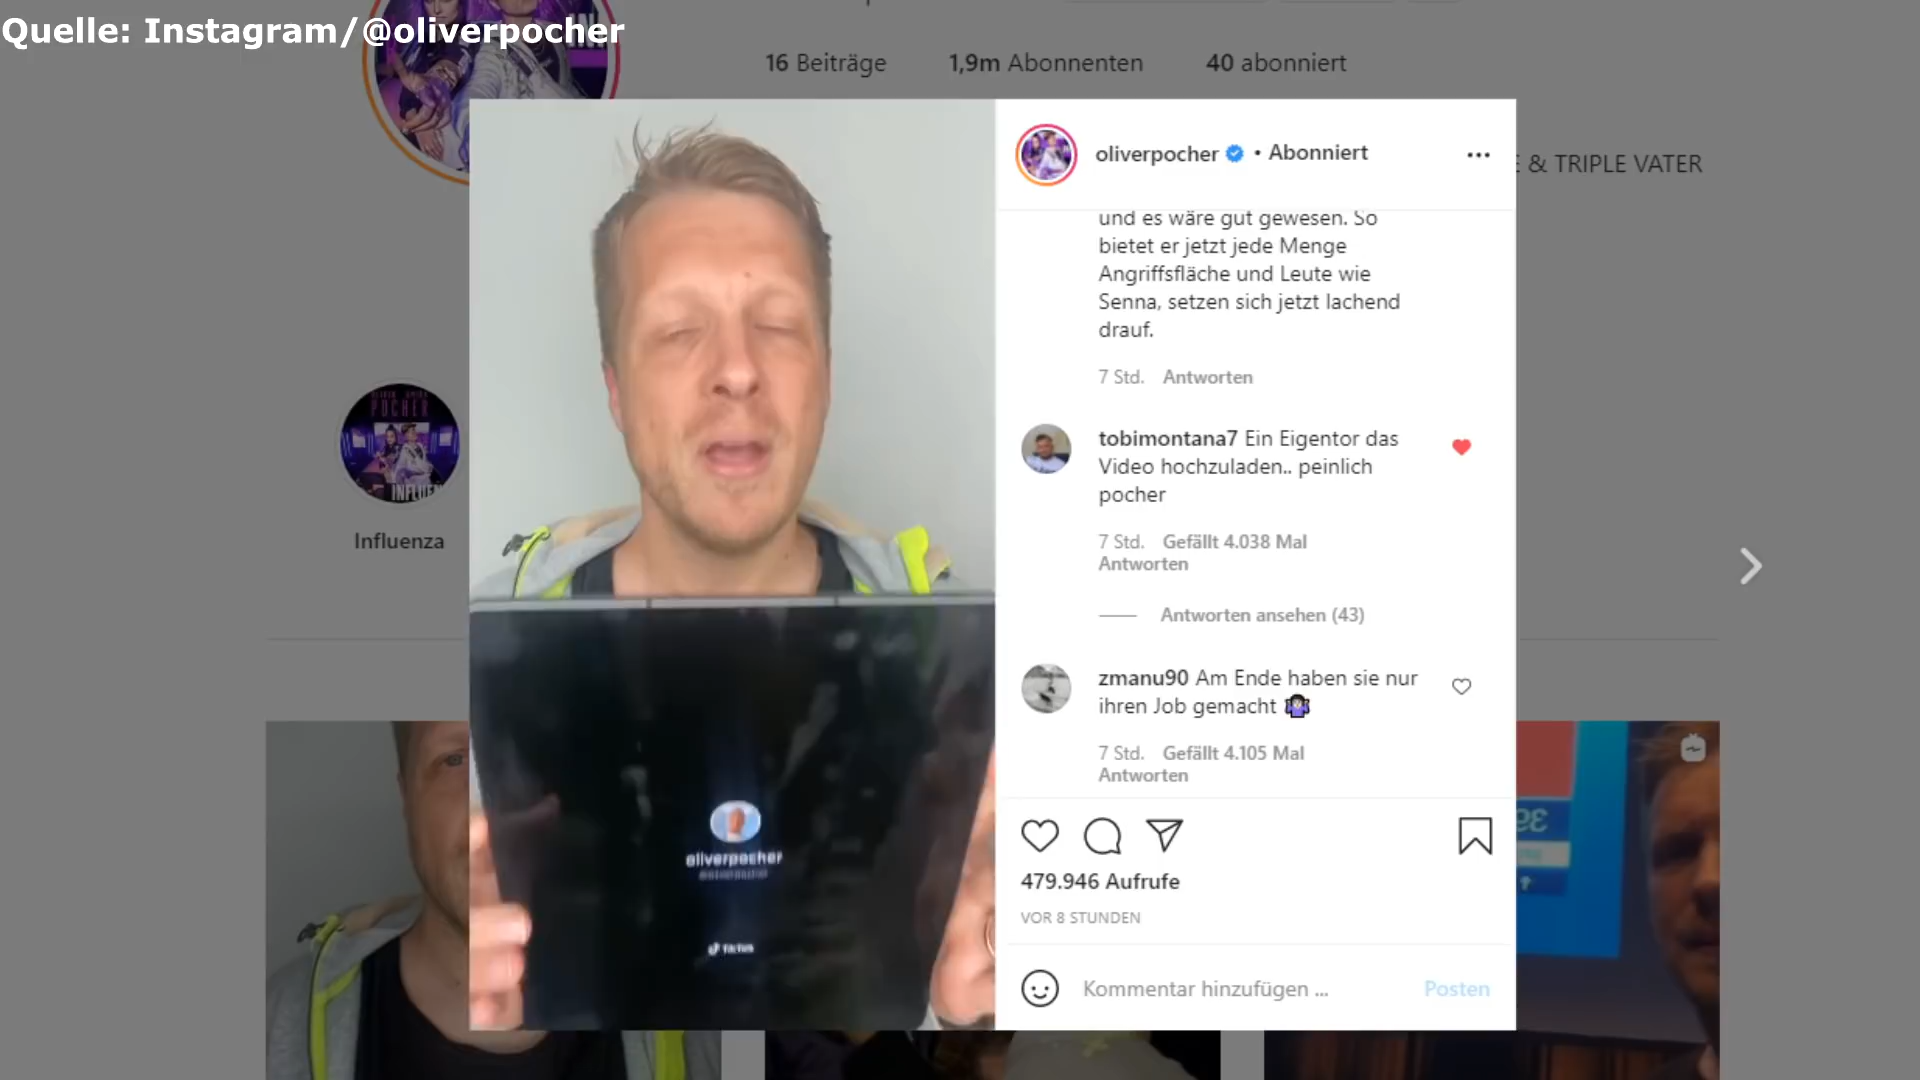 Quelle: Instagram/@oliverpocher
16 Beiträge 1,9m Abonnenten 40 abonniert
& TRIPLE VATER
POCHER
Influenza
oliverpocher • Abonniert
und es wäre gut gewesen. So
bietet er jetzt jede Menge
Angriffsfläche und Leute wie
Senna, setzen sich jetzt lachend
drauf.
7 Std. Antworten
tobimontana7 Ein Eigentor das
Video hochzuladen.. peinlich
pocher
7 Std. Gefällt 4.038 Mal
Antworten
Antworten ansehen (43)
zmanu90 Am Ende haben sie nur
ihren Job gemacht 🤷🏻‍♀️
7 Std. Gefällt 4.105 Mal
Antworten
479.946 Aufrufe
VOR 8 STUNDEN
Kommentar hinzufügen ...
Posten
oliverpocher
TikTok